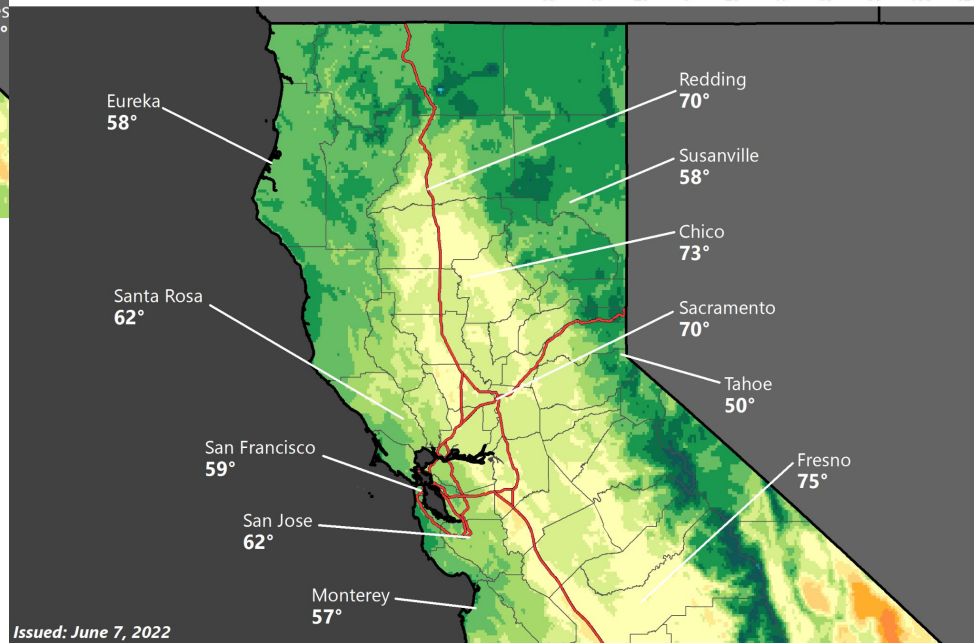 Redding
70°
Eureka
58°
Susanville
58°
Chico
73°
Santa Rosa
62°
Sacramento
70°
Tahoe
50°
San Francisco
59°
Fresno
75°
San Jose
62°
Monterey
57°
Issued: June 7, 2022